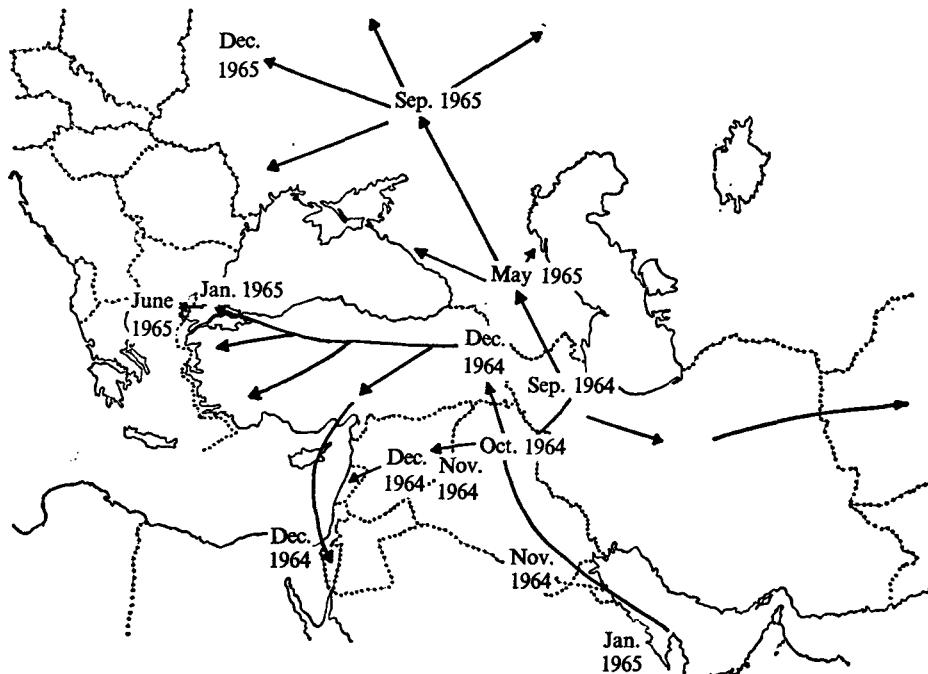 Dec.
1965
Sep. 1965
May 1965
Jan. 1965
June
1965
Dec.
1964
Sep. 1964
Oct. 1964
Dec.
1964
Nov.
1964
Dec.
1964
Nov.
1964
Jan.
1965